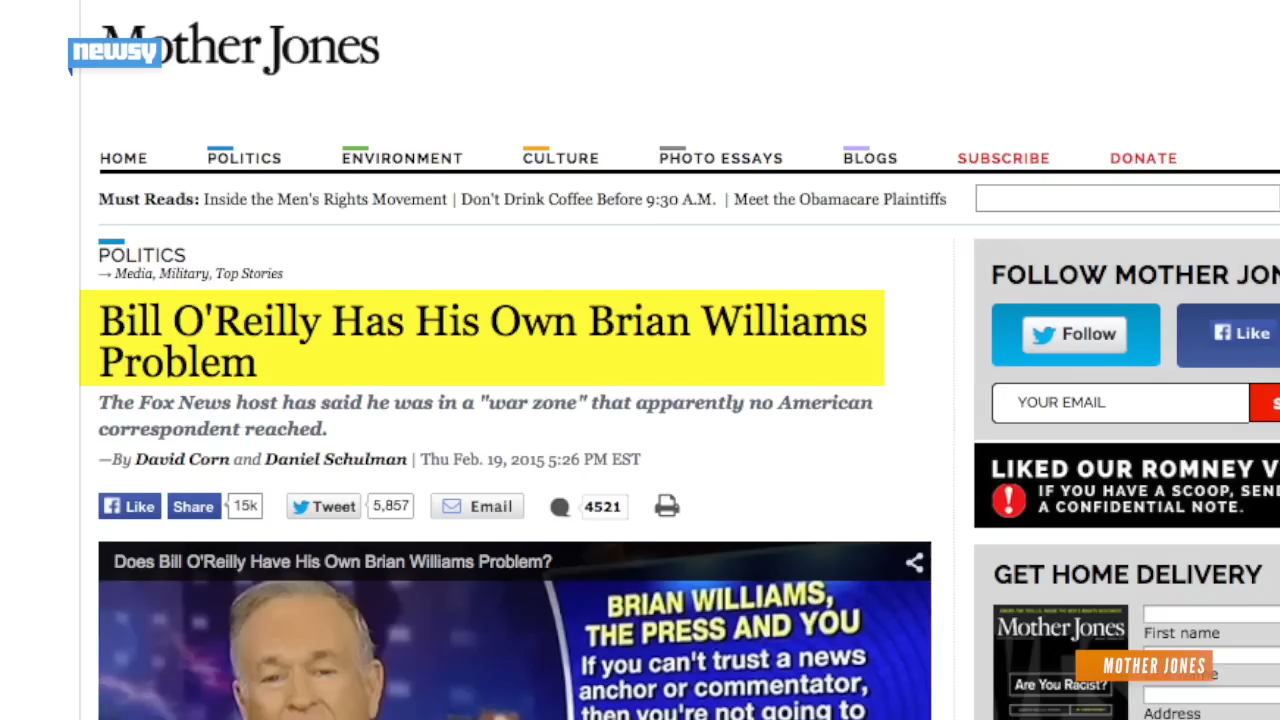 newsy
Mother Jones
HOME POLITICS ENVIRONMENT CULTURE PHOTO ESSAYS BLOGS SUBSCRIBE DONATE
Must Reads: Inside the Men's Rights Movement | Don't Drink Coffee Before 9:30 A.M. | Meet the Obamacare Plaintiffs
POLITICS
→ Media, Military, Top Stories
Bill O'Reilly Has His Own Brian Williams
Problem
The Fox News host has said he was in a "war zone" that apparently no American
correspondent reached.
—By David Corn and Daniel Schulman | Thu Feb. 19, 2015 5:26 PM EST
Like Share 15k Tweet 5,857 Email 4521
Does Bill O'Reilly Have His Own Brian Williams Problem?
BRIAN WILLIAMS,
THE PRESS AND YOU
If you can't trust a news
anchor or commentator,
then you're not going to
FOLLOW MOTHER JON
Follow Like
YOUR EMAIL S
LIKED OUR ROMNEY V
IF YOU HAVE A SCOOP, SEND
A CONFIDENTIAL NOTE.
GET HOME DELIVERY
Mother Jones
Are You Racist?
First name
Address
MOTHER JONES